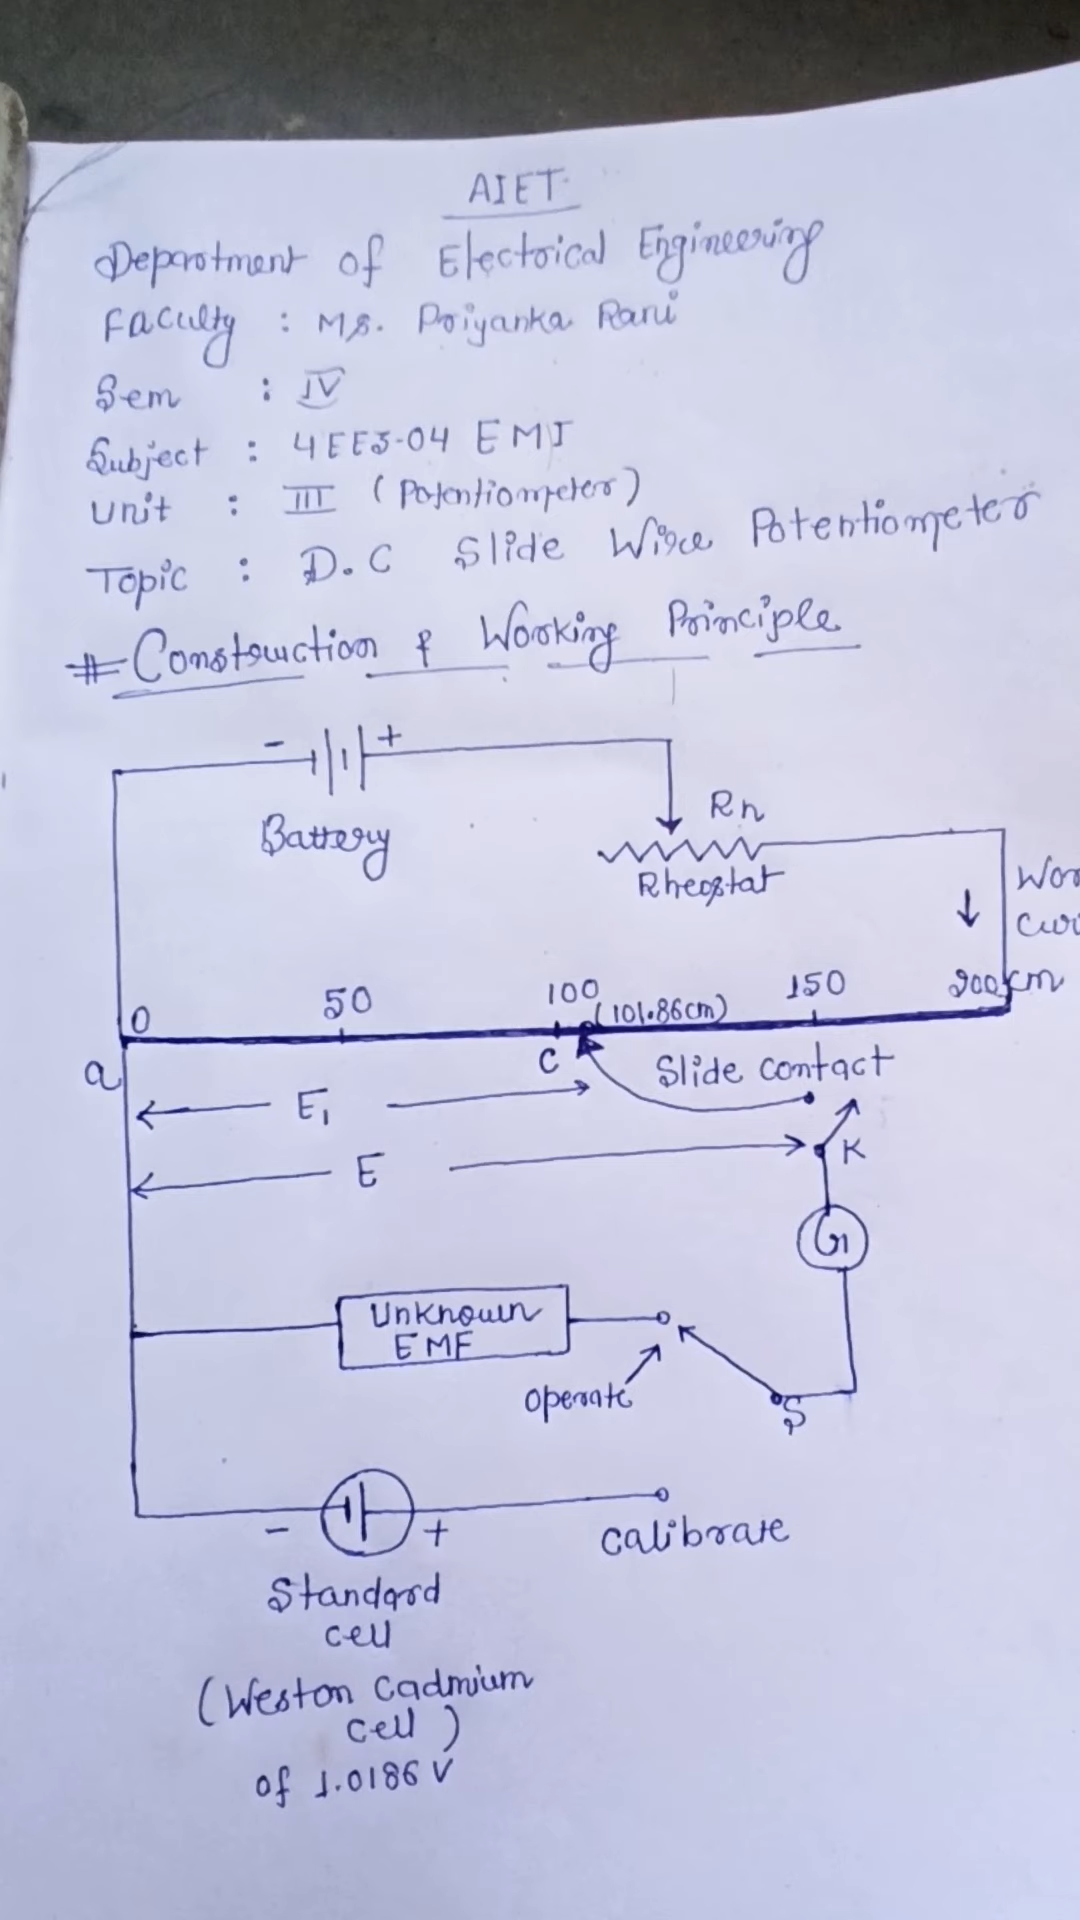 AIET
Department of Electrical Engineering
Faculty : Ms. Priyanka Rani
Sem : IV
Subject : 4EE3-04 EMI
Unit : III (Potentiometer)
Topic : D.C Slide Wire Potentiometer
# Construction & Working Principle
- +
Battery
Rh
Rheostat
0 50 100 150 200 cm
(101.86cm)
a
C
Slide contact
E₁
K
E
G
Unknown
EMF
Operate
S
- +
Calibrate
Standard
cell
(Weston Cadmium
cell)
of 1.0186 V